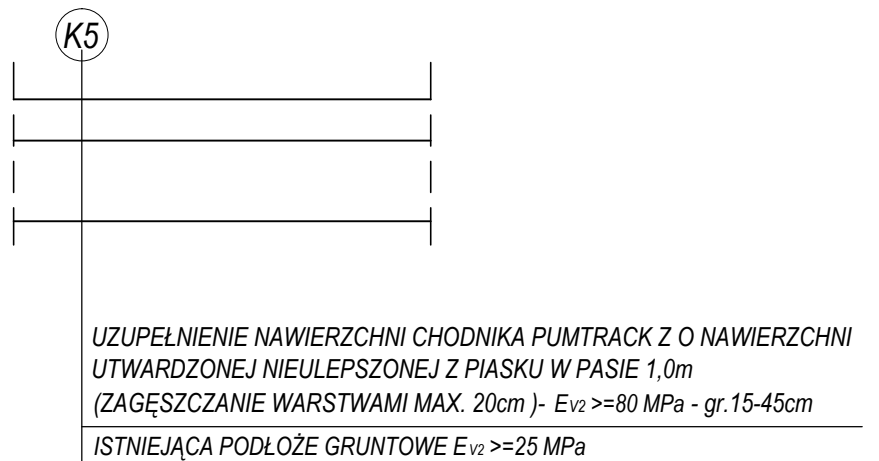 K5
UZUPEŁNIENIE NAWIERZCHNI CHODNIKA PUMTRACK Z O NAWIERZCHNI
UTWARDZONEJ NIEULEPSZONEJ Z PIASKU W PASIE 1,0m
(ZAGĘSZCZANIE WARSTWAMI MAX. 20cm )- EV2 >=80 MPa - gr.15-45cm
ISTNIEJĄCA PODŁOŻE GRUNTOWE EV2 >=25 MPa